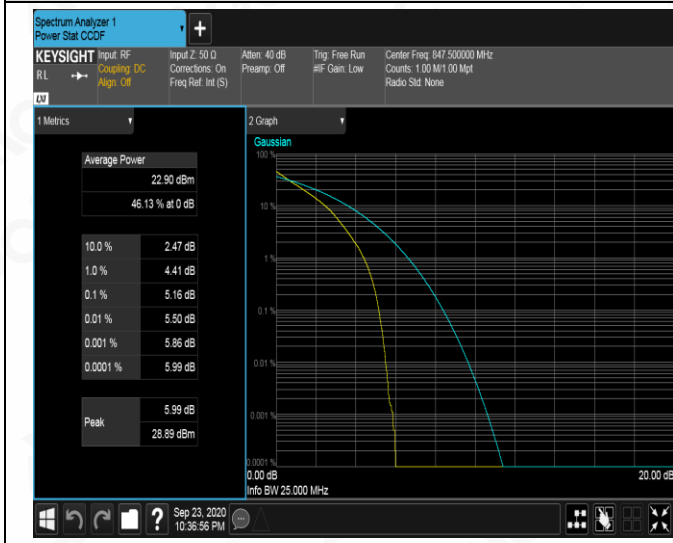 Spectrum Analyzer 1
Power Stat CCDF
+
KEYSIGHT
RL
LXI
Input: RF
Coupling: DC
Align: Off
Input Z: 50 Ω
Corrections: On
Freq Ref: Int (S)
Atten: 40 dB
Preamp: Off
Trig: Free Run
#IF Gain: Low
Center Freq: 847.500000 MHz
Counts: 1.00 M/1.00 Mpt
Radio Std: None
1 Metrics
Average Power
22.90 dBm
46.13 % at 0 dB
10.0 % 2.47 dB
1.0 % 4.41 dB
0.1 % 5.16 dB
0.01 % 5.50 dB
0.001 % 5.86 dB
0.0001 % 5.99 dB
Peak
5.99 dB
28.89 dBm
2 Graph
Gaussian
100 %
10 %
1 %
0.1 %
0.01 %
0.001 %
0.0001 %
0.00 dB
20.00 dB
Info BW 25.000 MHz
?
Sep 23, 2020
10:36:56 PM